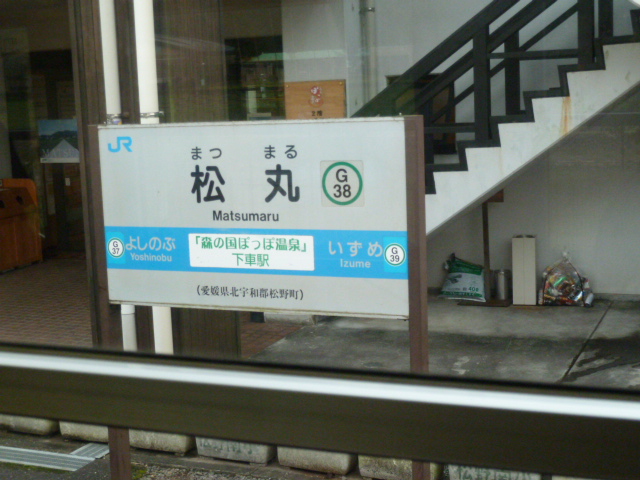 JR
まつ まる
松 丸
Matsumaru
G
38
G
37
よしのぶ
Yoshinobu
「森の国ぽっぽ温泉」
下車駅
いずめ
Izume
G
39
(愛媛県北宇和郡松野町)